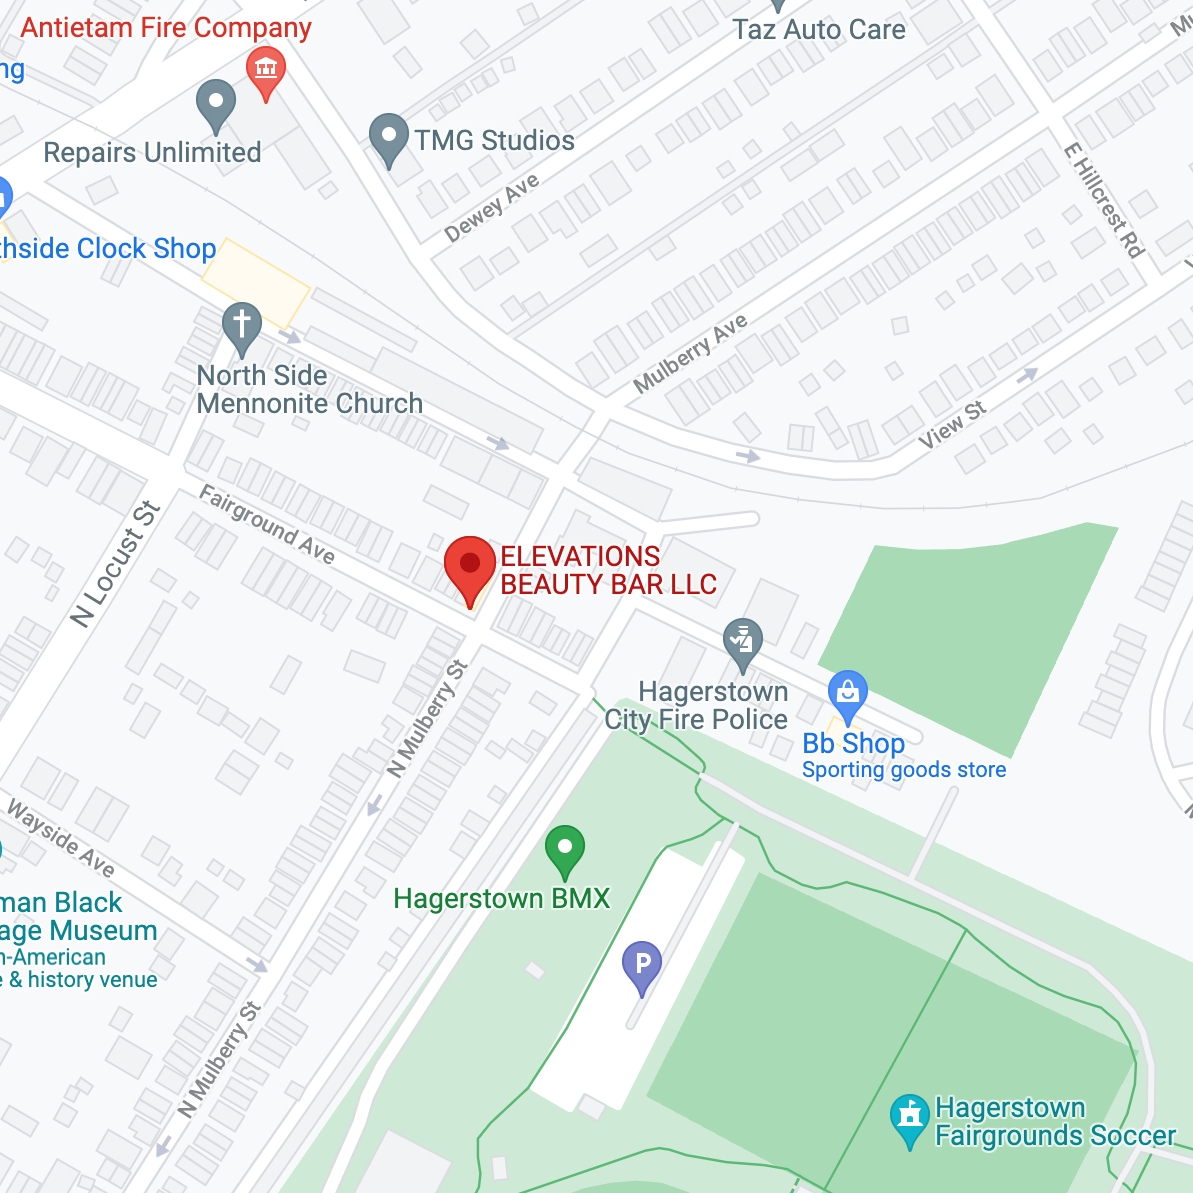 Antietam Fire Company
Taz Auto Care
ng
Repairs Unlimited
TMG Studios
Dewey Ave
E Hillcrest Rd
thside Clock Shop
Mulberry Ave
North Side
Mennonite Church
View St
Fairground Ave
N Locust St
ELEVATIONS
BEAUTY BAR LLC
N Mulberry St
Hagerstown
City Fire Police
Bb Shop
Sporting goods store
Wayside Ave
Hagerstown BMX
man Black
age Museum
n-American
e & history venue
P
N Mulberry St
Hagerstown
Fairgrounds Soccer